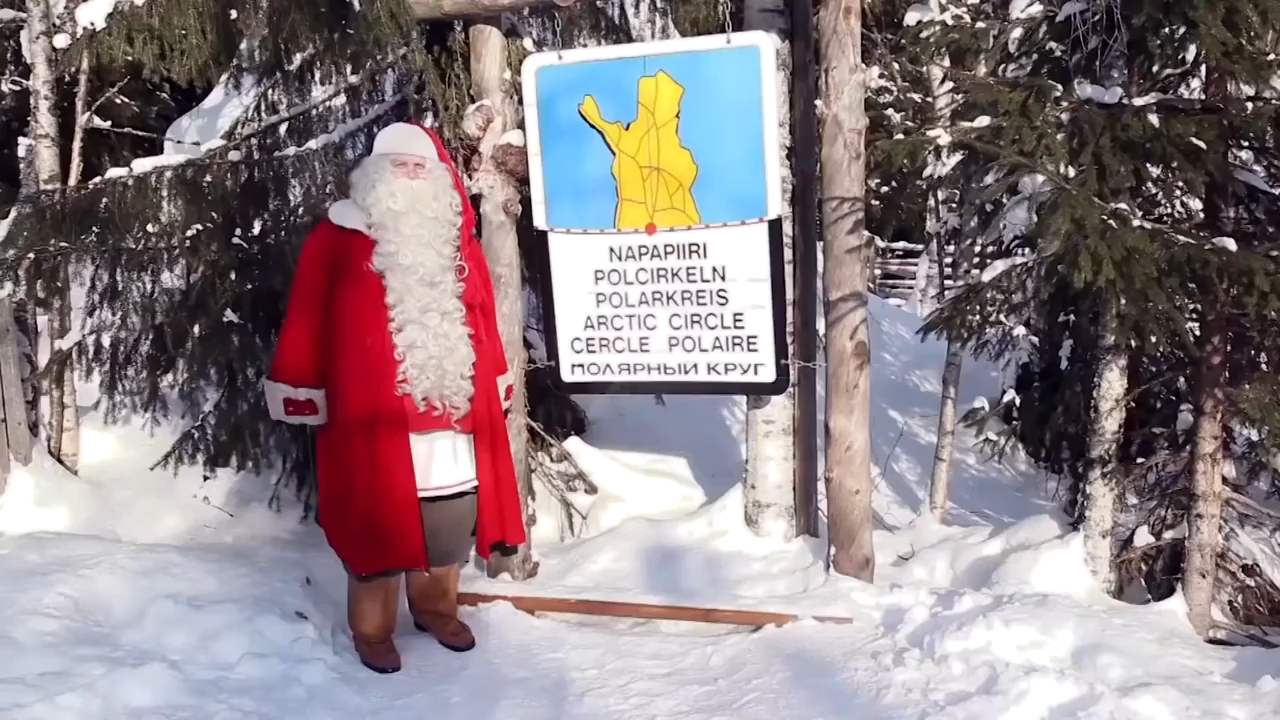 NAPAPIIRI
POLCIRKELN
POLARKREIS
ARCTIC CIRCLE
CERCLE POLAIRE
ПОЛЯРНЫЙ КРУГ